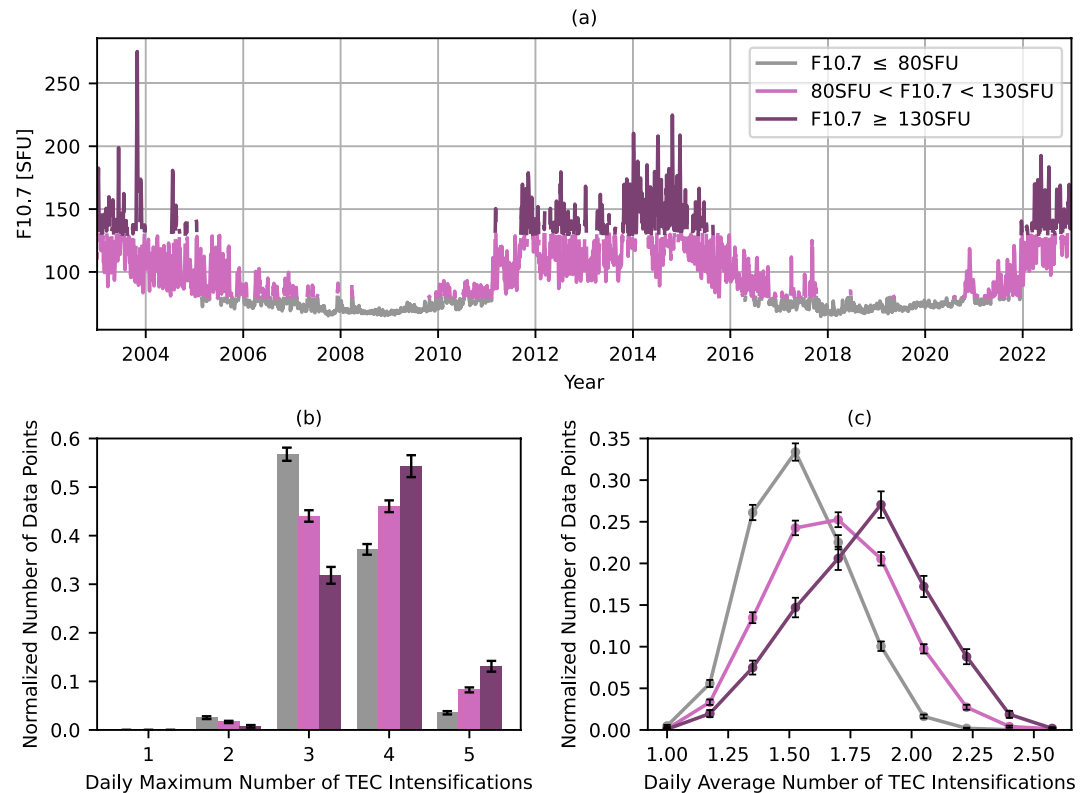 (a)
F10.7 [SFU]
250
200
150
100
F10.7 ≤ 80SFU
80SFU < F10.7 < 130SFU
F10.7 ≥ 130SFU
2004 2006 2008 2010 2012 2014 2016 2018 2020 2022
Year
(b)
Normalized Number of Data Points
0.6
0.5
0.4
0.3
0.2
0.1
0.0
1 2 3 4 5
Daily Maximum Number of TEC Intensifications
(c)
Normalized Number of Data Points
0.35
0.30
0.25
0.20
0.15
0.10
0.05
0.00
1.00 1.25 1.50 1.75 2.00 2.25 2.50
Daily Average Number of TEC Intensifications